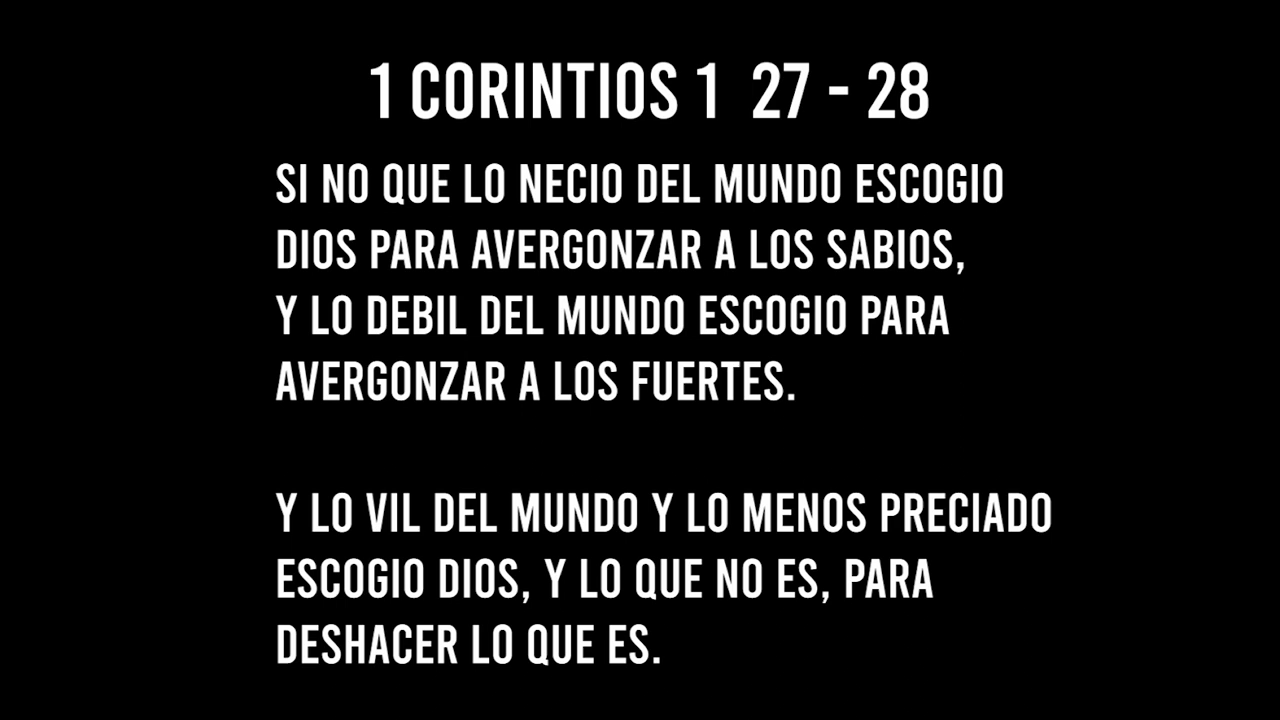 1 CORINTIOS 1 27 - 28
SI NO QUE LO NECIO DEL MUNDO ESCOGIO
DIOS PARA AVERGONZAR A LOS SABIOS,
Y LO DEBIL DEL MUNDO ESCOGIO PARA
AVERGONZAR A LOS FUERTES.
Y LO VIL DEL MUNDO Y LO MENOS PRECIADO
ESCOGIO DIOS, Y LO QUE NO ES, PARA
DESHACER LO QUE ES.